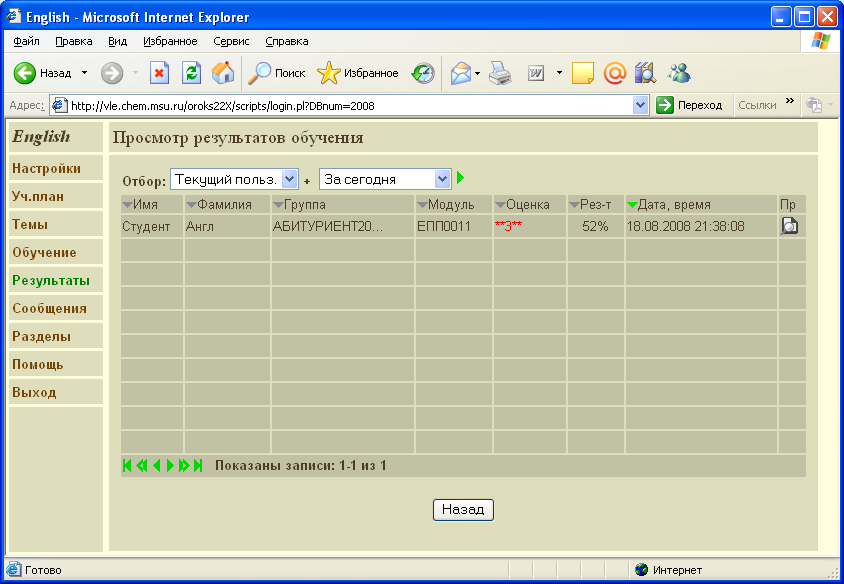 English - Microsoft Internet Explorer
Файл Правка Вид Избранное Сервис Справка
Назад Поиск Избранное
Адрес: http://vle.chem.msu.ru/oroks22X/scripts/login.pl?DBnum=2008 Переход Ссылки »
English
Просмотр результатов обучения
Настройки
Уч.план
Темы
Обучение
Результаты
Сообщения
Разделы
Помощь
Выход
Отбор: Текущий польз. + За сегодня
Имя Фамилия Группа Модуль Оценка Рез-т Дата, время Пр
Студент Англ АБИТУРИЕНТ20... ЕПП0011 **3** 52% 18.08.2008 21:38:08
Показаны записи: 1-1 из 1
Назад
Готово Интернет